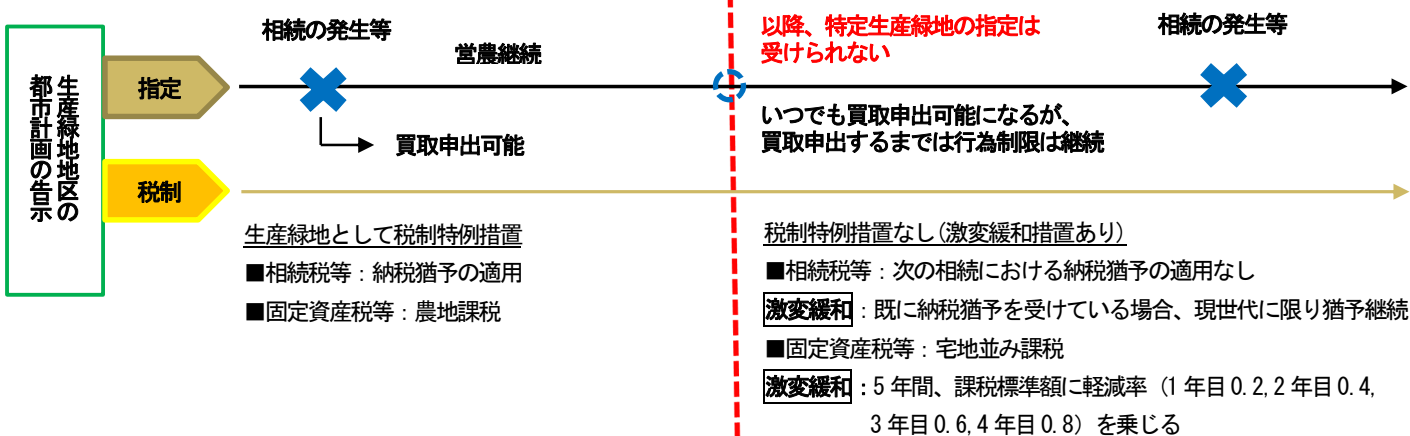 生産緑地地区の
都市計画の告示
指定
税制
相続の発生等
営農継続
買取申出可能
以降、特定生産緑地の指定は
受けられない
相続の発生等
いつでも買取申出可能になるが、
買取申出するまでは行為制限は継続
生産緑地として税制特例措置
■相続税等：納税猶予の適用
■固定資産税等：農地課税
税制特例措置なし(激変緩和措置あり)
■相続税等：次の相続における納税猶予の適用なし
激変緩和：既に納税猶予を受けている場合、現世代に限り猶予継続
■固定資産税等：宅地並み課税
激変緩和：5年間、課税標準額に軽減率（1年目0.2,2年目0.4,
3年目0.6,4年目0.8）を乗じる